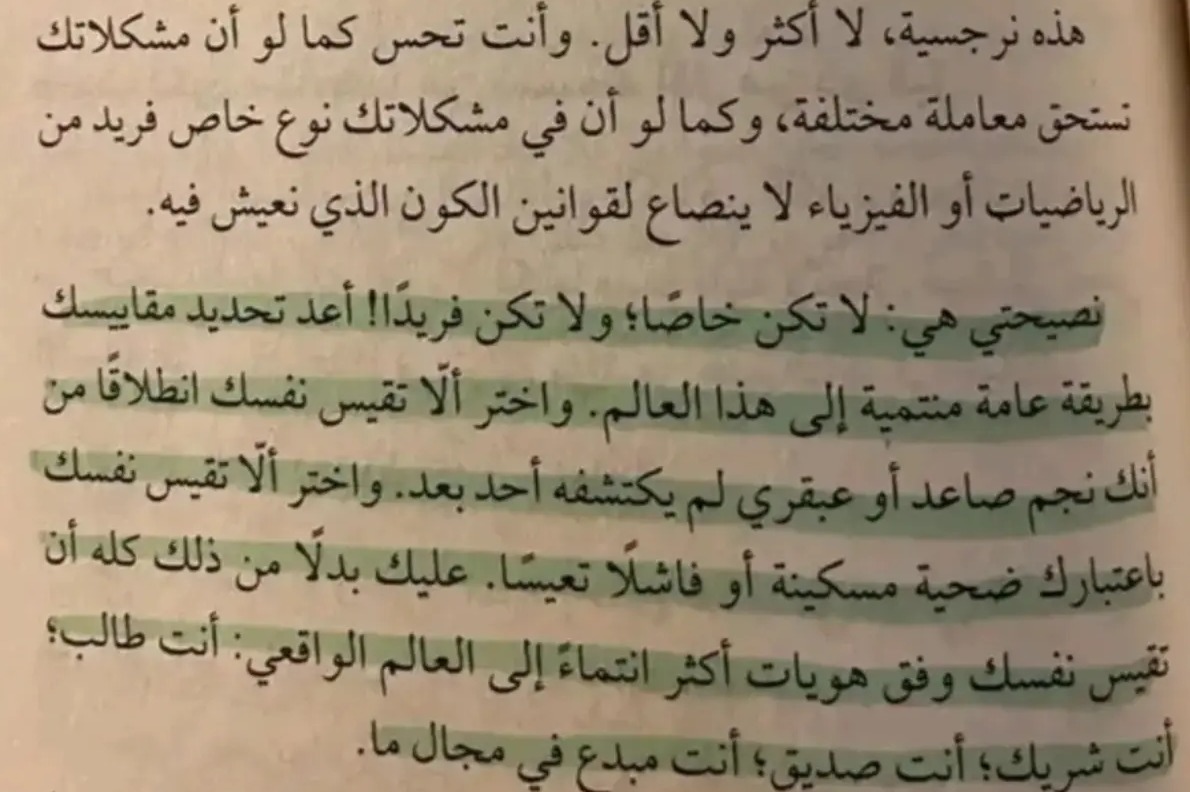 هذه نرجسية، لا أكثر ولا أقل. وأنت تحس كما لو أن مشكلاتك
تستحق معاملة مختلفة، وكما لو أن في مشكلاتك نوع خاص فريد من
الرياضيات أو الفيزياء لا ينصاع لقوانين الكون الذي نعيش فيه.
نصيحتي هي: لا تكن خاصًا؛ ولا تكن فريدًا! أعد تحديد مقاييسك
بطريقة عامة منتمية إلى هذا العالم. واختر ألّا تقيس نفسك انطلاقًا من
أنك نجم صاعد أو عبقري لم يكتشفه أحد بعد. واختر ألّا تقيس نفسك
باعتبارك ضحية مسكينة أو فاشلًا تعيسًا. عليك بدلًا من ذلك كله أن
تقيس نفسك وفق هويات أكثر انتماءً إلى العالم الواقعي: أنت طالب؛
أنت شريك؛ أنت صديق؛ أنت مبدع في مجال ما.